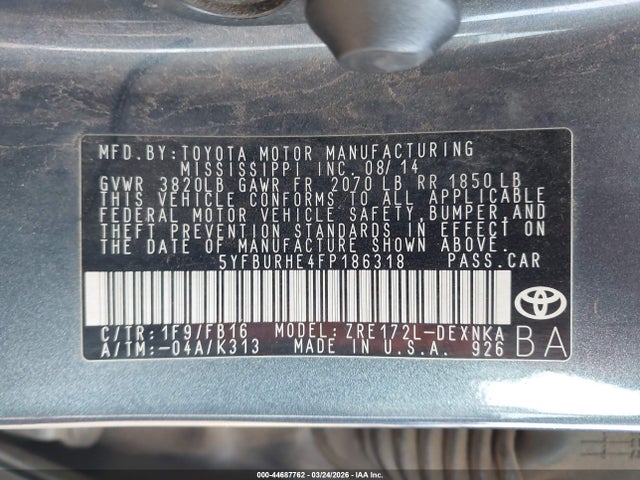 MFD.BY:TOYOTA MOTOR MANUFACTURING
MISSISSIPPI INC. 08/14
GVWR 3820LB GAWR FR 2070 LB RR 1850 LB
THIS VEHICLE CONFORMS TO ALL APPLICABLE
FEDERAL MOTOR VEHICLE SAFETY, BUMPER, AND
THEFT PREVENTION STANDARDS IN EFFECT ON
THE DATE OF MANUFACTURE SHOWN ABOVE.
5YFBURHE4FP186318 PASS.CAR
C/TR:1F9/FB16 MODEL:ZRE172L-DEXNKA
A/TM:-04A/K313 MADE IN U.S.A. 926
BA
000-44687762 - 03/24/2026 - IAA Inc.